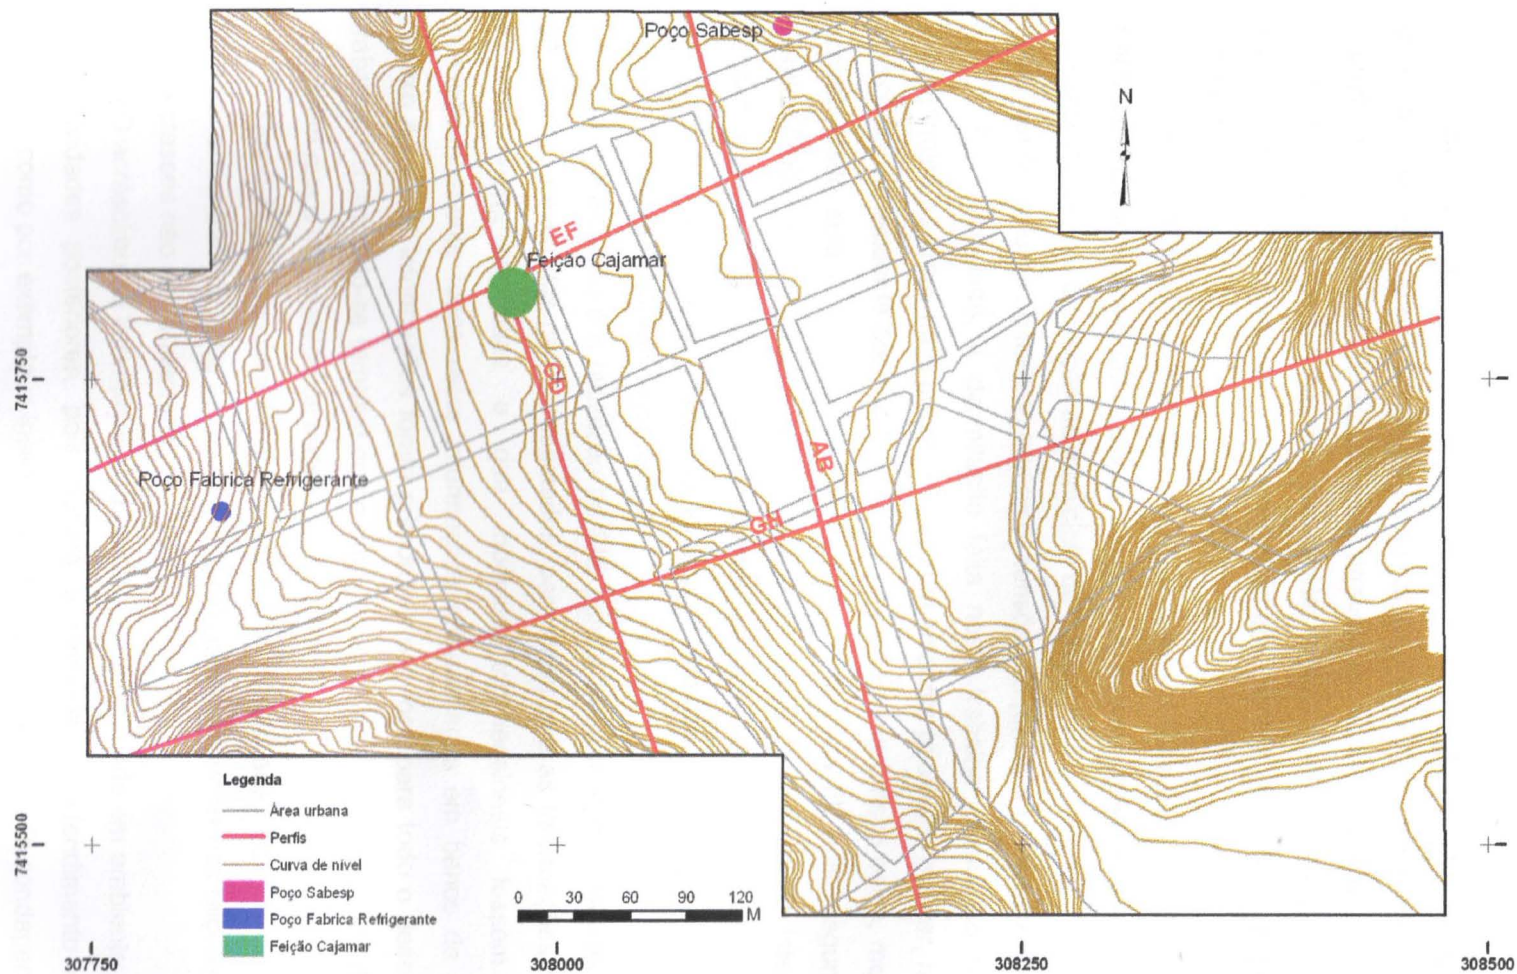 Poço Sabesp
N
EF
Feição Cajamar
7415750
CD
AB
Poço Fabrica Refrigerante
GH
Legenda
Área urbana
Perfis
Curva de nível
Poço Sabesp
Poço Fabrica Refrigerante
Feição Cajamar
7415500
0 30 60 90 120
M
307750 308000 308250 308500